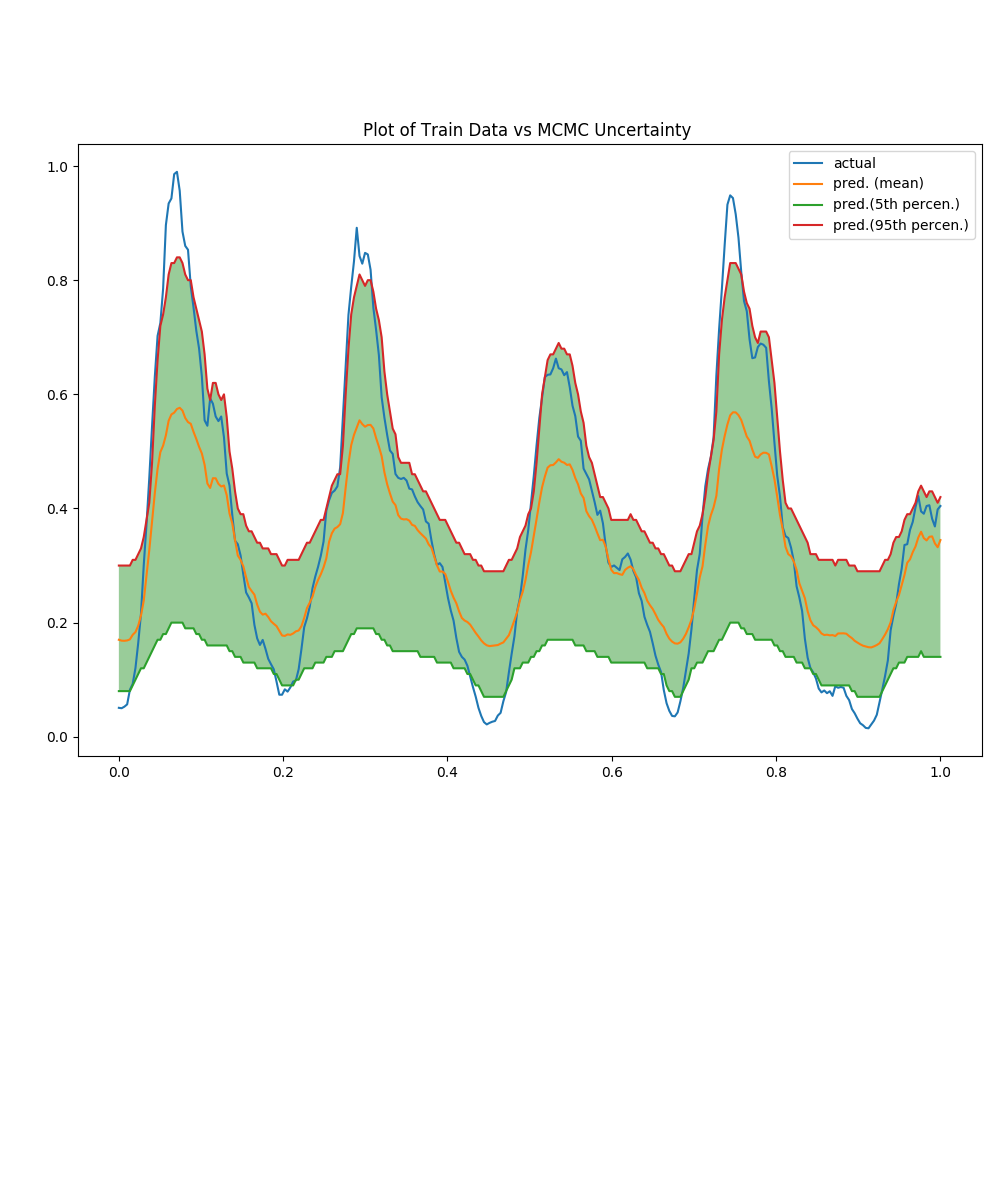 Plot of Train Data vs MCMC Uncertainty
1.0
0.8
0.6
0.4
0.2
0.0
0.0 0.2 0.4 0.6 0.8 1.0
actual
pred. (mean)
pred.(5th percen.)
pred.(95th percen.)